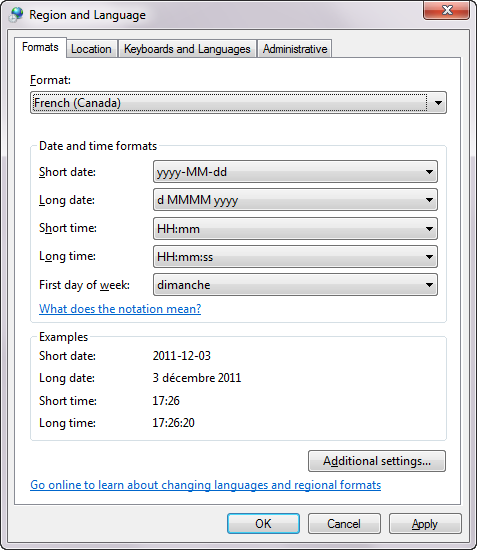 Region and Language
Formats Location Keyboards and Languages Administrative
Format:
French (Canada)
Date and time formats
Short date: yyyy-MM-dd
Long date: d MMMM yyyy
Short time: HH:mm
Long time: HH:mm:ss
First day of week: dimanche
What does the notation mean?
Examples
Short date: 2011-12-03
Long date: 3 décembre 2011
Short time: 17:26
Long time: 17:26:20
Additional settings...
Go online to learn about changing languages and regional formats
OK Cancel Apply